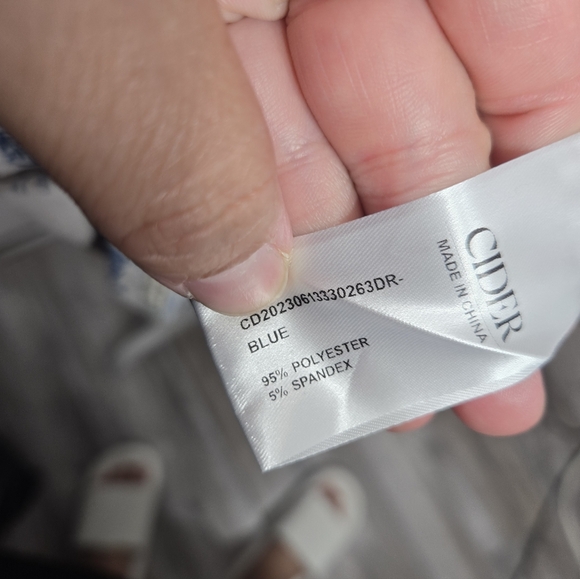 CIDER
MADE IN CHINA
CD20230613330263DR-
BLUE
95% POLYESTER
5% SPANDEX